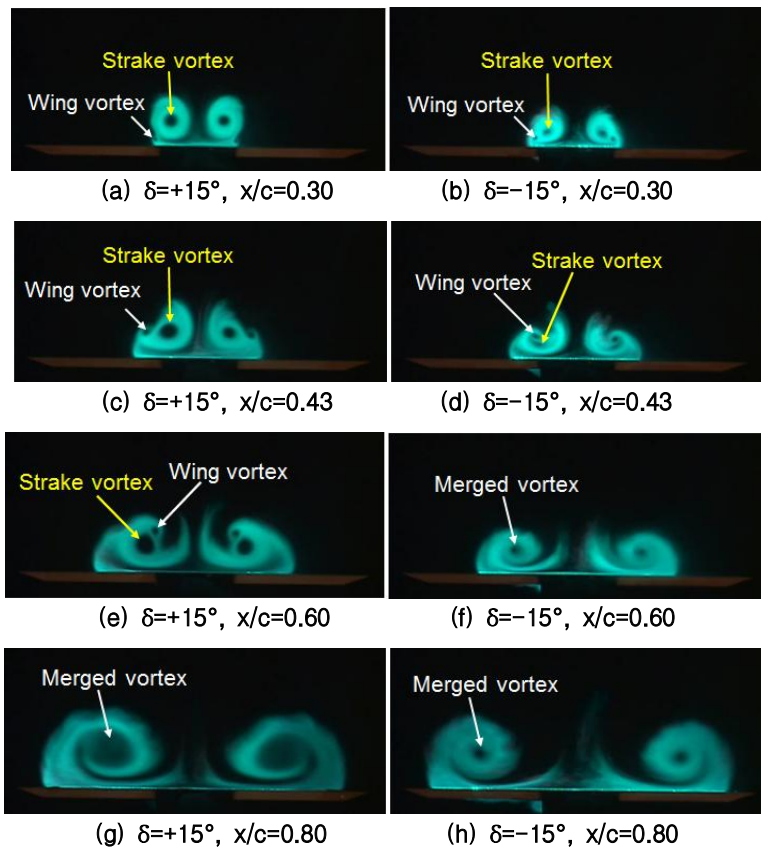 Strake vortex
Wing vortex
Strake vortex
Wing vortex
(a) δ=+15°, x/c=0.30
(b) δ=-15°, x/c=0.30
Strake vortex
Wing vortex
Strake vortex
Wing vortex
(c) δ=+15°, x/c=0.43
(d) δ=-15°, x/c=0.43
Strake vortex
Wing vortex
Merged vortex
(e) δ=+15°, x/c=0.60
(f) δ=-15°, x/c=0.60
Merged vortex
Merged vortex
(g) δ=+15°, x/c=0.80
(h) δ=-15°, x/c=0.80